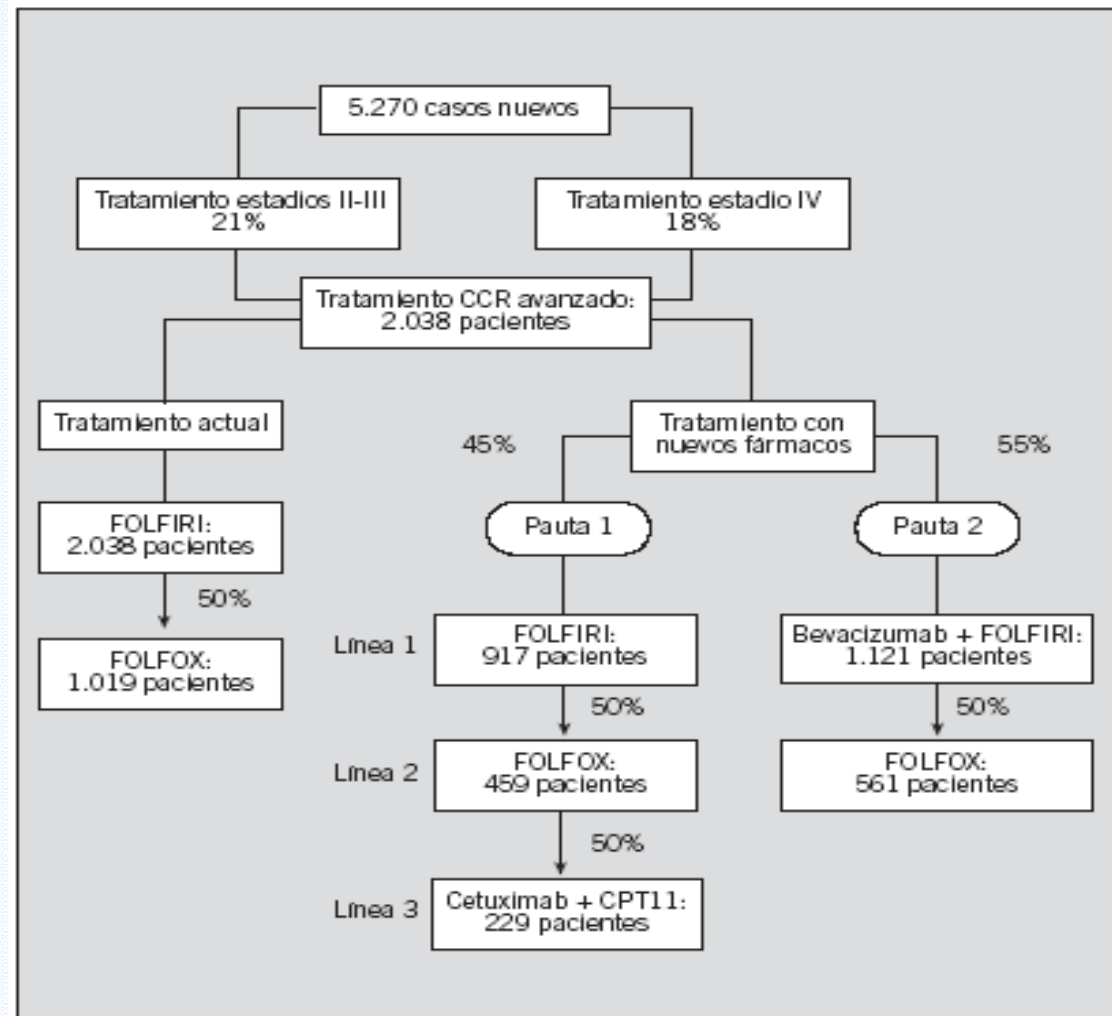 5.270 casos nuevos
Tratamiento estadios II-III
21%
Tratamiento estadio IV
18%
Tratamiento CCR avanzado:
2.038 pacientes
Tratamiento actual
45%
Tratamiento con
nuevos fármacos
55%
FOLFIRI:
2.038 pacientes
50%
FOLFOX:
1.019 pacientes
Pauta 1
Pauta 2
Línea 1
FOLFIRI:
917 pacientes
Bevacizumab + FOLFIRI:
1.121 pacientes
50%
50%
Línea 2
FOLFOX:
459 pacientes
FOLFOX:
561 pacientes
50%
Línea 3
Cetuximab + CPT11:
229 pacientes